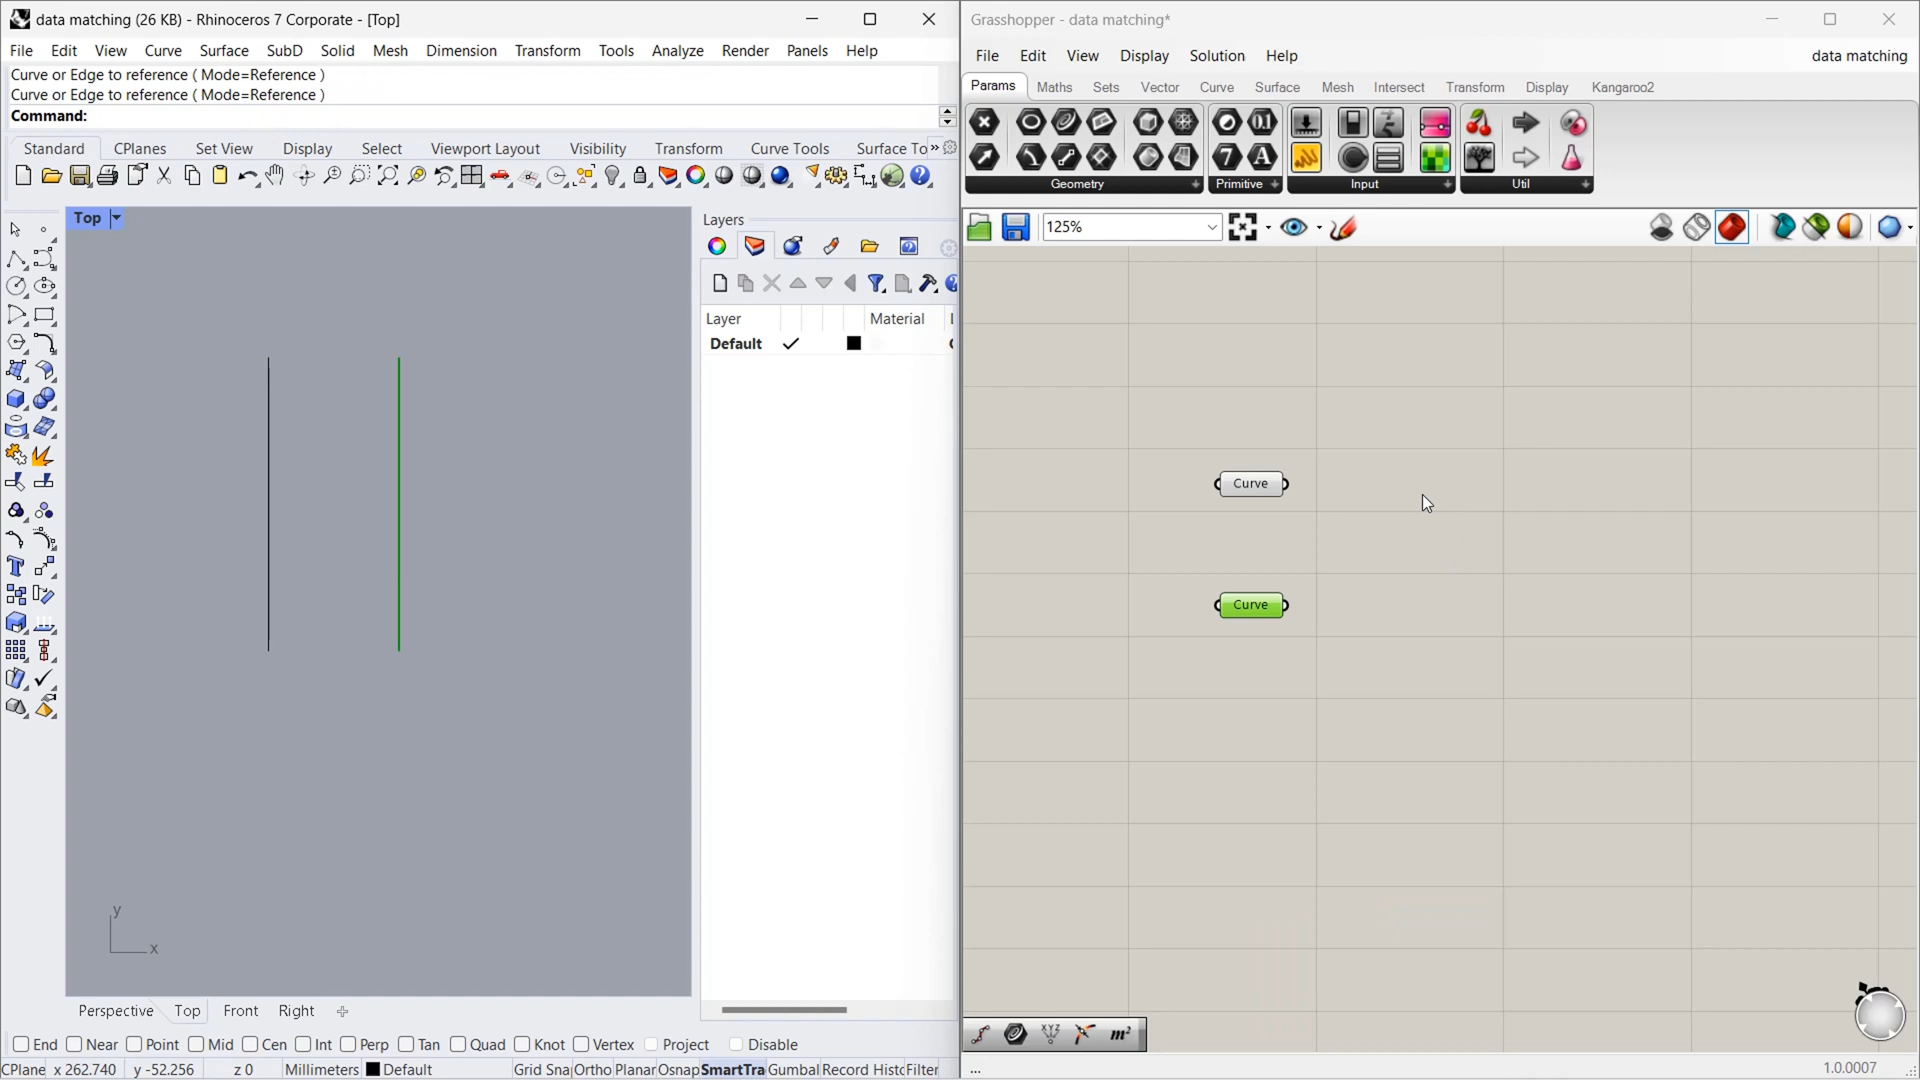 data matching (26 KB) - Rhinoceros 7 Corporate - [Top]
File Edit View Curve Surface SubD Solid Mesh Dimension Transform Tools Analyze Render Panels Help
Curve or Edge to reference ( Mode=Reference )
Curve or Edge to reference ( Mode=Reference )
Command:
Standard CPlanes Set View Display Select Viewport Layout Visibility Transform Curve Tools Surface To »
Top
Layers
Layer Material
Default
y
x
Perspective Top Front Right
End Near Point Mid Cen Int Perp Tan Quad Knot Vertex Project Disable
CPlane x 262.740 y -52.256 z 0 Millimeters Default Grid Sna Ortho Planar Osnap SmartTra Gumbal Record Histo Filter
Grasshopper - data matching*
File Edit View Display Solution Help data matching
Params Maths Sets Vector Curve Surface Mesh Intersect Transform Display Kangaroo2
0.1
7 A
Geometry Primitive Input Util
125%
Curve
Curve
XYZ m²
... 1.0.0007